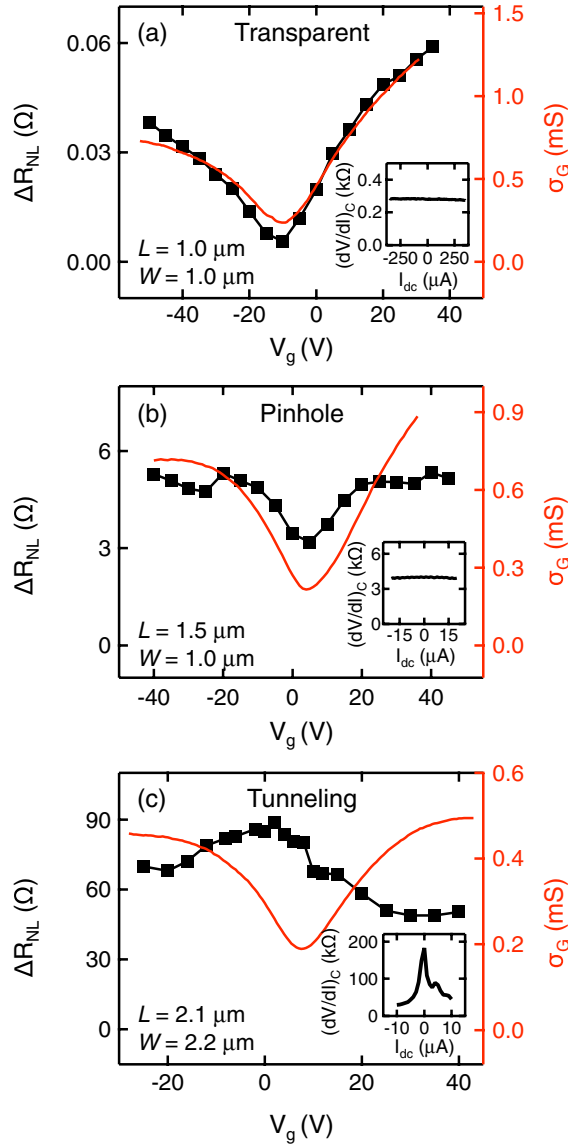 (a) Transparent
ΔR_NL (Ω)
0.06
0.03
0.00
σ_G (mS)
1.5
1.0
0.5
0.0
L = 1.0 μm
W = 1.0 μm
(dV/dI)_C (kΩ)
0.4
0.2
0.0
-250 0 250
I_dc (μA)
-40 -20 0 20 40
V_g (V)
(b) Pinhole
ΔR_NL (Ω)
6
3
0
σ_G (mS)
0.9
0.6
0.3
0.0
L = 1.5 μm
W = 1.0 μm
(dV/dI)_C (kΩ)
6
3
0
-15 0 15
I_dc (μA)
-40 -20 0 20 40
V_g (V)
(c) Tunneling
ΔR_NL (Ω)
90
60
30
0
σ_G (mS)
0.6
0.4
0.2
0.0
L = 2.1 μm
W = 2.2 μm
(dV/dI)_C (kΩ)
200
100
0
-10 0 10
I_dc (μA)
-20 0 20 40
V_g (V)